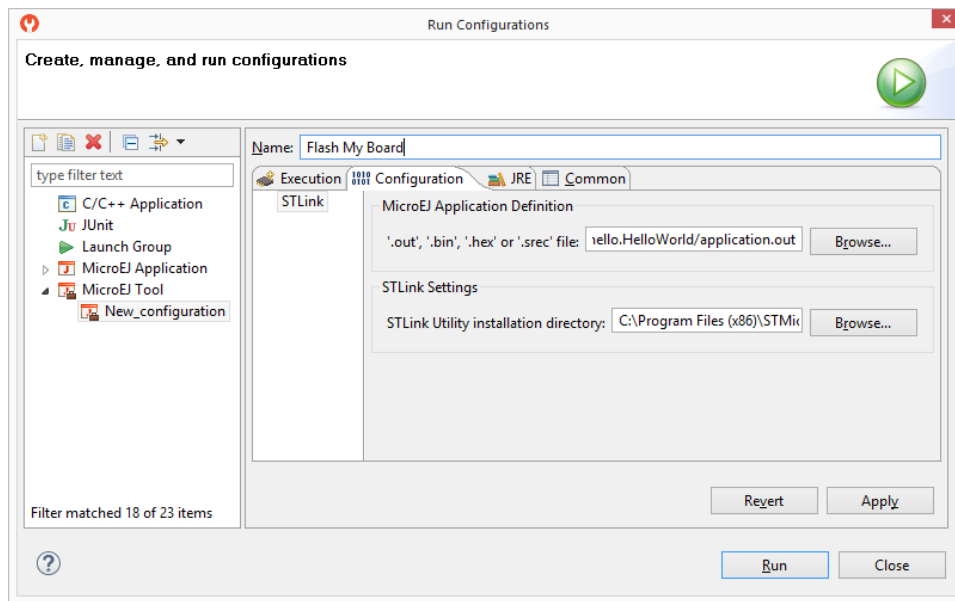 Run Configurations
Create, manage, and run configurations
Name: Flash My Board
type filter text
Execution Configuration JRE Common
C/C++ Application
JUnit
Launch Group
MicroEJ Application
MicroEJ Tool
New_configuration
Filter matched 18 of 23 items
STLink
MicroEJ Application Definition
'.out', '.bin', '.hex' or '.srec' file: ello.HelloWorld/application.out Browse...
STLink Settings
STLink Utility installation directory: C:\Program Files (x86)\STMic Browse...
Revert Apply
? Run Close